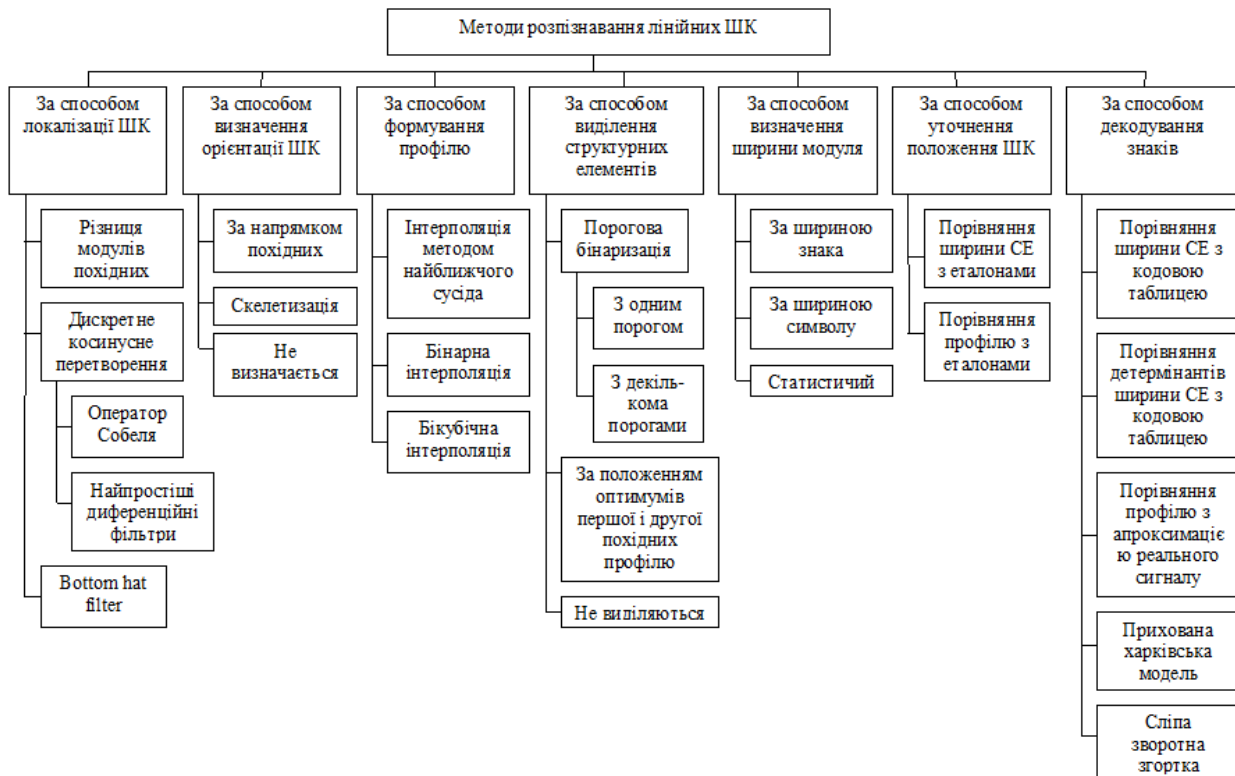 Методи розпізнавання лінійних ШК
За способом
локалізації ШК
За способом
визначення
орієнтації ШК
За способом
формування
профілю
За способом
виділення
структурних
елементів
За способом
визначення
ширини модуля
За способом
уточнення
положення ШК
За способом
декодування
знаків
Різниця
модулів
похідних
Дискретне
косинусне
перетворення
Оператор
Собеля
Найпростіші
диференційні
фільтри
Bottom hat
filter
За напрямком
похідних
Скелетизація
Не
визначається
Інтерполяція
методом
найближчого
сусіда
Бінарна
інтерполяція
Бікубічна
інтерполяція
Порогова
бінаризація
З одним
порогом
З декіль-
кома
порогами
За положенням
оптимумів
першої і другої
похідних
профілю
Не виділяються
За шириною
знака
За шириною
символу
Статистичий
Порівняння
ширини СЕ
з еталонами
Порівняння
профілю з
еталонами
Порівняння
ширини СЕ з
кодовою
таблицею
Порівняння
детермінантів
ширини СЕ з
кодовою
таблицею
Порівняння
профілю з
апроксимаціє
ю реального
сигналу
Прихована
харківська
модель
Сліпа
зворотна
згортка